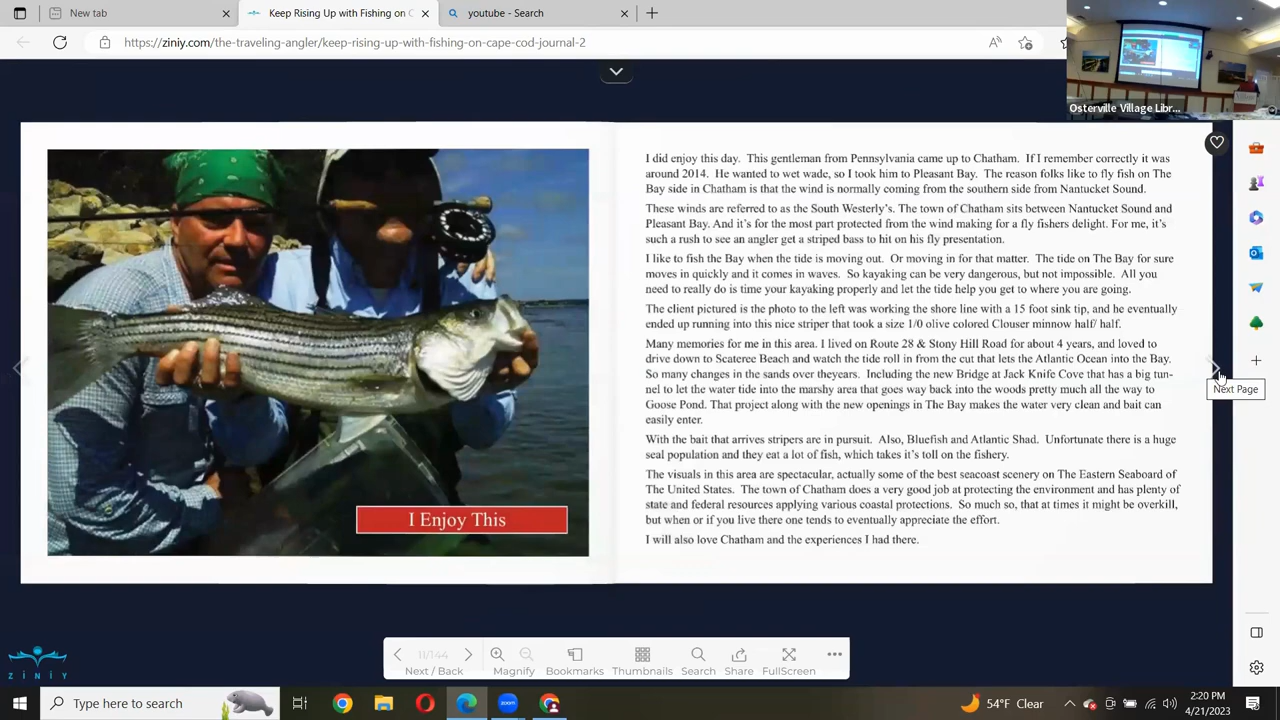 New tab
Keep Rising Up with Fishing on C
youtube - Search
https://ziniy.com/the-traveling-angler/keep-rising-up-with-fishing-on-cape-cod-journal-2
Osterville Village Libr...
I did enjoy this day. This gentleman from Pennsylvania came up to Chatham. If I remember correctly it was
around 2014. He wanted to wet wade, so I took him to Pleasant Bay. The reason folks like to fly fish on The
Bay side in Chatham is that the wind is normally coming from the southern side from Nantucket Sound.
These winds are referred to as the South Westerly's. The town of Chatham sits between Nantucket Sound and
Pleasant Bay. And it's for the most part protected from the wind making for a fly fishers delight. For me, it's
such a rush to see an angler get a striped bass to hit on his fly presentation.
I like to fish the Bay when the tide is moving out. Or moving in for that matter. The tide on The Bay for sure
moves in quickly and it comes in waves. So kayaking can be very dangerous, but not impossible. All you
need to really do is time your kayaking properly and let the tide help you get to where you are going.
The client pictured is the photo to the left was working the shore line with a 15 foot sink tip, and he eventually
ended up running into this nice striper that took a size 1/0 olive colored Clouser minnow half/ half.
Many memories for me in this area. I lived on Route 28 & Stony Hill Road for about 4 years, and loved to
drive down to Scateree Beach and watch the tide roll in from the cut that lets the Atlantic Ocean into the Bay.
So many changes in the sands over theyears. Including the new Bridge at Jack Knife Cove that has a big tun-
nel to let the water tide into the marshy area that goes way back into the woods pretty much all the way to
Goose Pond. That project along with the new openings in The Bay makes the water very clean and bait can
easily enter.
With the bait that arrives stripers are in pursuit. Also, Bluefish and Atlantic Shad. Unfortunate there is a huge
seal population and they eat a lot of fish, which takes it's toll on the fishery.
The visuals in this area are spectacular, actually some of the best seacoast scenery on The Eastern Seaboard of
The United States. The town of Chatham does a very good job at protecting the environment and has plenty of
state and federal resources applying various coastal protections. So much so, that at times it might be overkill,
but when or if you live there one tends to eventually appreciate the effort.
I will also love Chatham and the experiences I had there.
I Enjoy This
Next Page
11/144
Next / Back
Magnify
Bookmarks
Thumbnails
Search
Share
FullScreen
ZINIY
Type here to search
zoom
54°F Clear
2:20 PM
4/21/2023